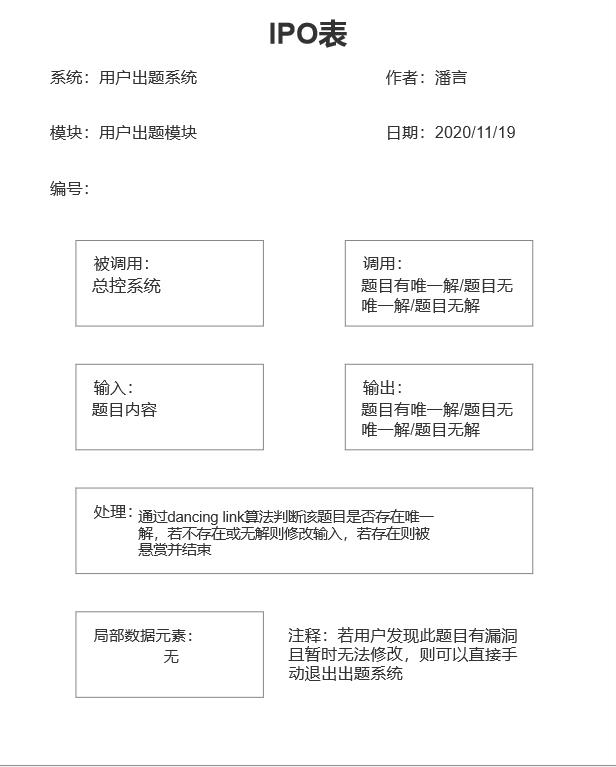 IPO表
系统：用户出题系统
作者：潘言
模块：用户出题模块
日期：2020/11/19
编号：
被调用：
总控系统
调用：
题目有唯一解/题目无
唯一解/题目无解
输入：
题目内容
输出：
题目有唯一解/题目无
唯一解/题目无解
处理：
通过dancing link算法判断该题目是否存在唯一
解，若不存在或无解则修改输入，若存在则被
悬赏并结束
局部数据元素：
无
注释：若用户发现此题目有漏洞
且暂时无法修改，则可以直接手
动退出出题系统